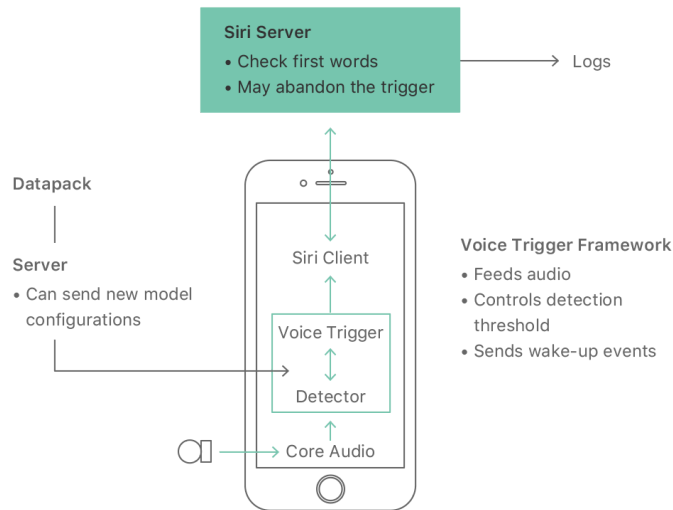 Siri Server
• Check first words
• May abandon the trigger
Logs
Datapack
Server
• Can send new model
configurations
Siri Client
Voice Trigger
Detector
Core Audio
Voice Trigger Framework
• Feeds audio
• Controls detection
threshold
• Sends wake-up events